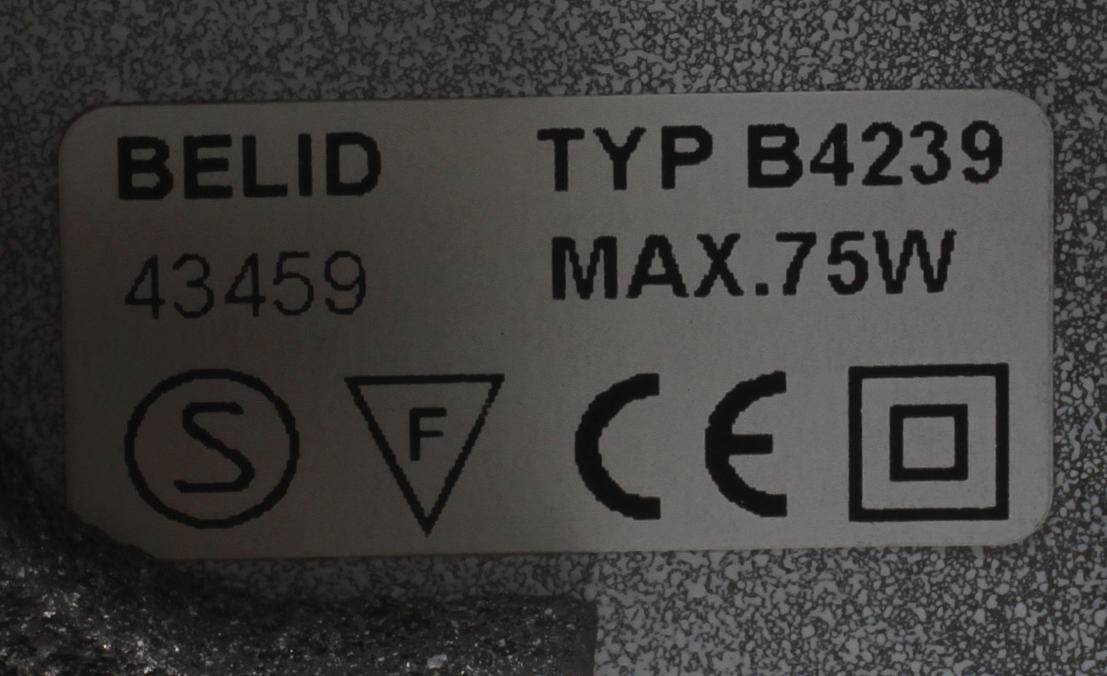 BELID TYP B4239
43459 MAX.75W
S F CE